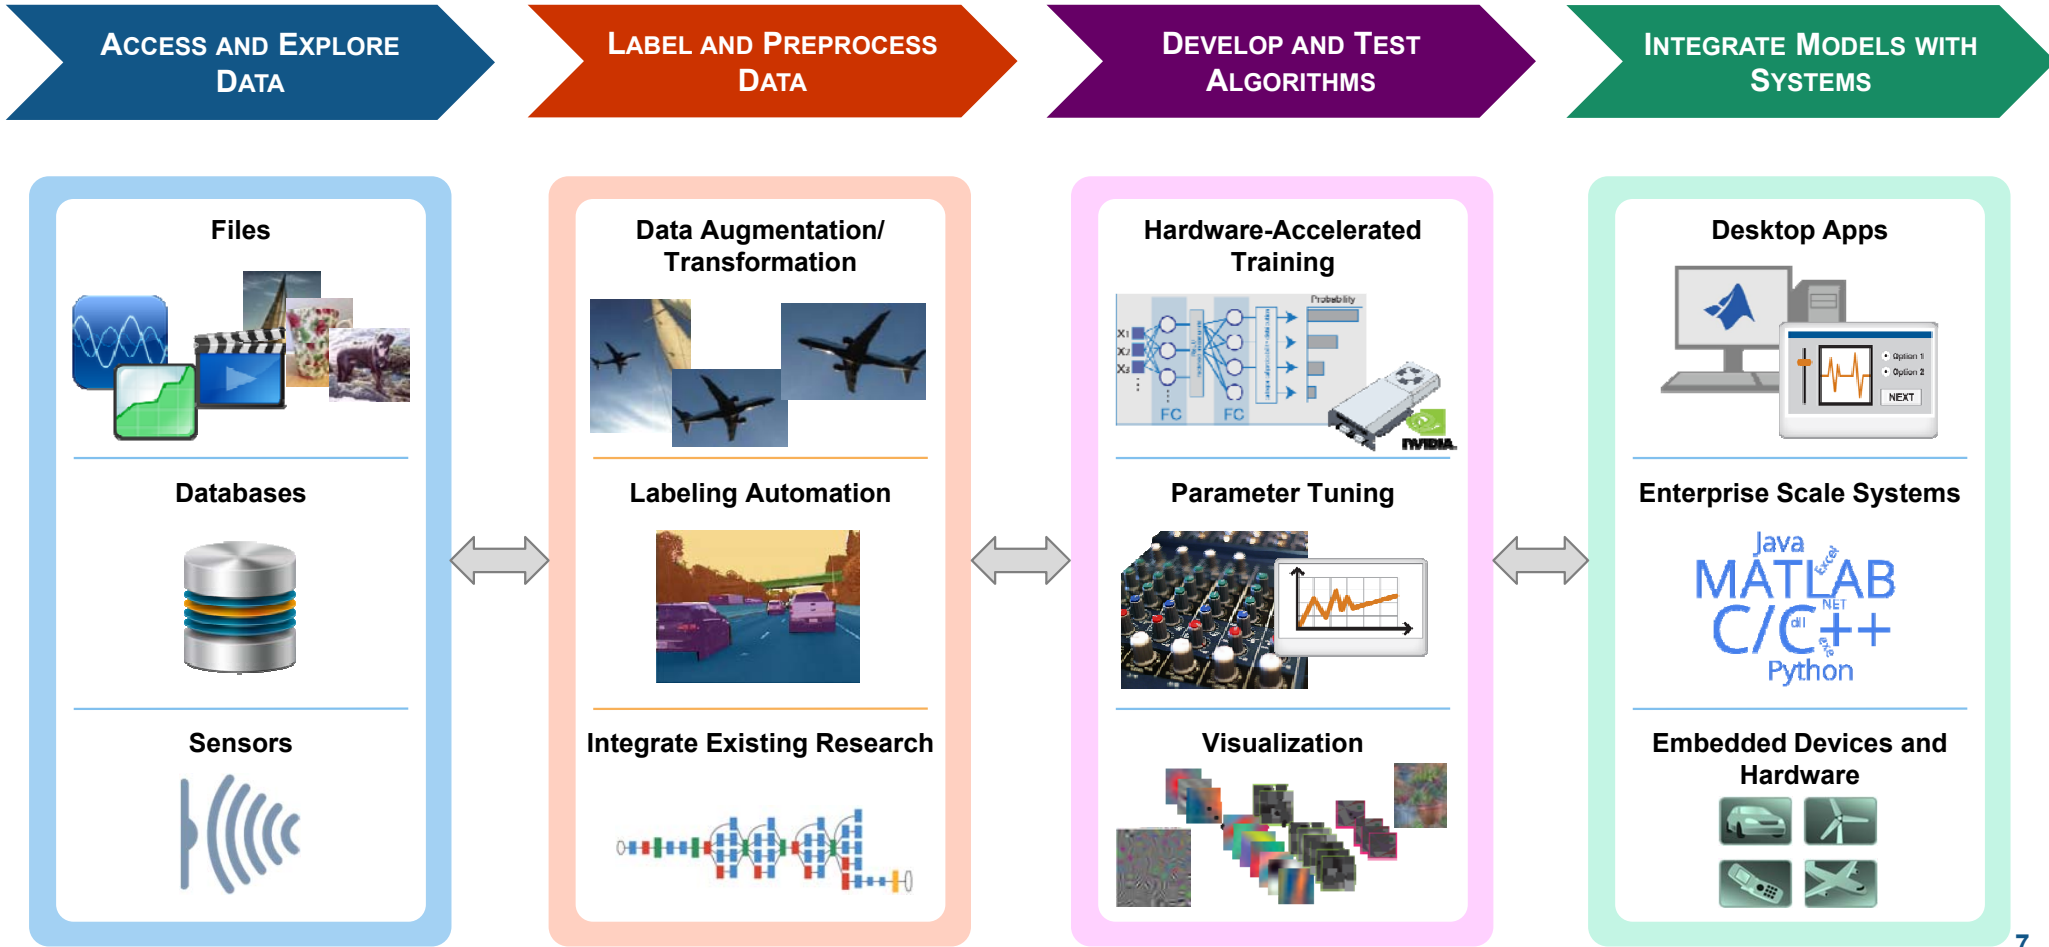 ACCESS AND EXPLORE
DATA
LABEL AND PREPROCESS
DATA
DEVELOP AND TEST
ALGORITHMS
INTEGRATE MODELS WITH
SYSTEMS
Files
Databases
Sensors
Data Augmentation/
Transformation
Labeling Automation
Integrate Existing Research
Hardware-Accelerated
Training
Probability
X1
X2
X3
FC
FC
NVIDIA.
Parameter Tuning
Visualization
Desktop Apps
Option 1
Option 2
NEXT
Enterprise Scale Systems
Java
Excel
MATLAB
.NET
C/C++
dll
exe
Python
Embedded Devices and
Hardware
7